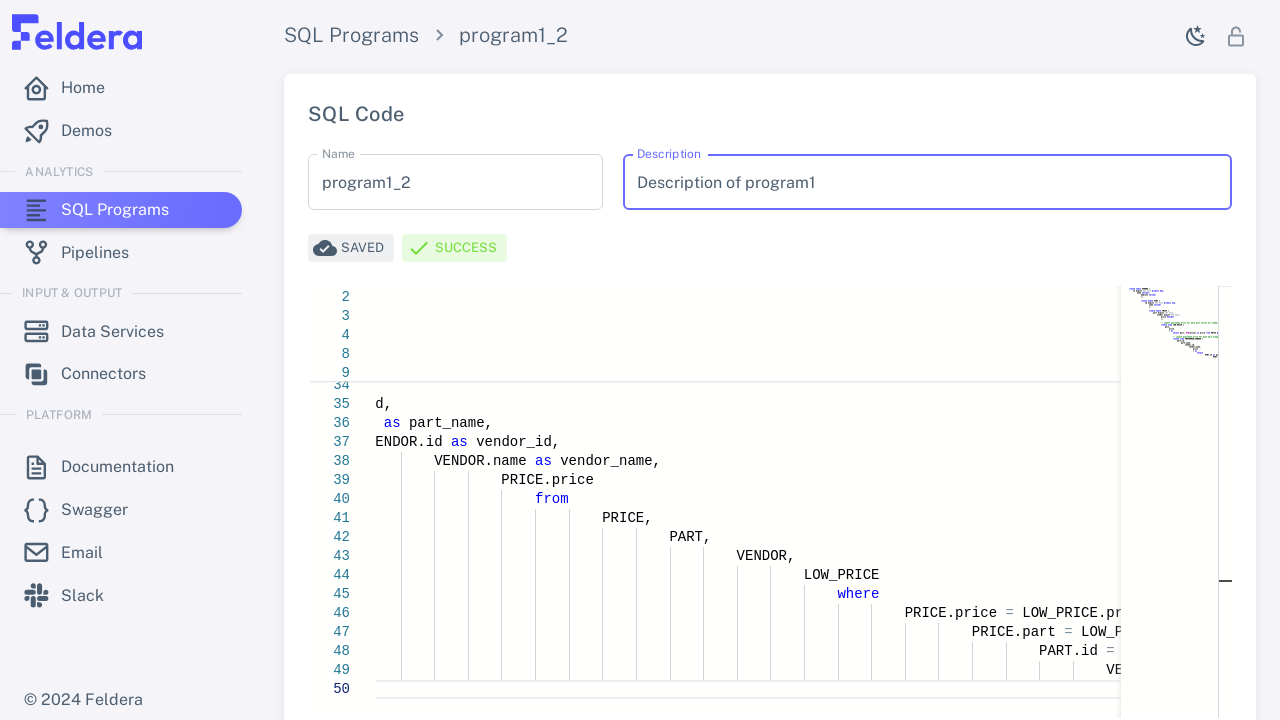 Feldera
SQL Programs
program1_2
Home
Demos
ANALYTICS
SQL Programs
Pipelines
INPUT & OUTPUT
Data Services
Connectors
PLATFORM
Documentation
Swagger
Email
Slack
© 2024 Feldera
SQL Code
Name
program1_2
Description
Description of program1
SAVED
SUCCESS
2
3
4
8
9
34
35 d,
36 as part_name,
37 ENDOR.id as vendor_id,
38 VENDOR.name as vendor_name,
39 PRICE.price
40 from
41 PRICE,
42 PART,
43 VENDOR,
44 LOW_PRICE
45 where
46 PRICE.price = LOW_PRICE.pr
47 PRICE.part = LOW_P
48 PART.id =
49 VE
50